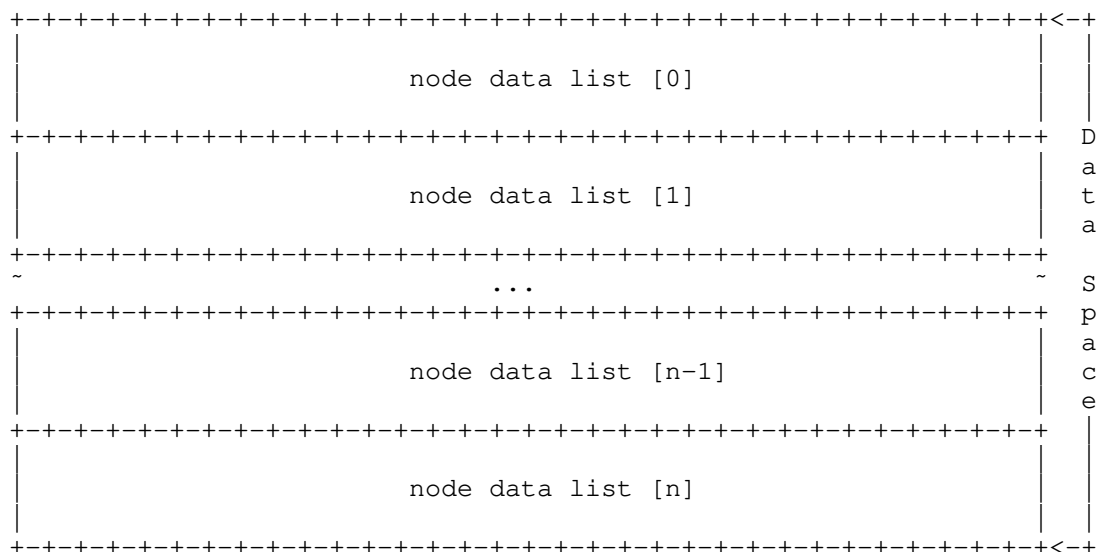 +-+-+-+-+-+-+-+-+-+-+-+-+-+-+-+-+-+-+-+-+-+-+-+-+-+-+-+-+-+-+-+-+<-+
|                                                               |  |
|                        node data list [0]                     |  |
|                                                               |  |
+-+-+-+-+-+-+-+-+-+-+-+-+-+-+-+-+-+-+-+-+-+-+-+-+-+-+-+-+-+-+-+-+  D
|                                                               |  a
|                        node data list [1]                     |  t
|                                                               |  a
+-+-+-+-+-+-+-+-+-+-+-+-+-+-+-+-+-+-+-+-+-+-+-+-+-+-+-+-+-+-+-+-+
~                             ...                               ~  S
+-+-+-+-+-+-+-+-+-+-+-+-+-+-+-+-+-+-+-+-+-+-+-+-+-+-+-+-+-+-+-+-+  p
|                                                               |  a
|                        node data list [n-1]                   |  c
|                                                               |  e
+-+-+-+-+-+-+-+-+-+-+-+-+-+-+-+-+-+-+-+-+-+-+-+-+-+-+-+-+-+-+-+-+  |
|                                                               |  |
|                        node data list [n]                     |  |
|                                                               |  |
+-+-+-+-+-+-+-+-+-+-+-+-+-+-+-+-+-+-+-+-+-+-+-+-+-+-+-+-+-+-+-+-+<-+